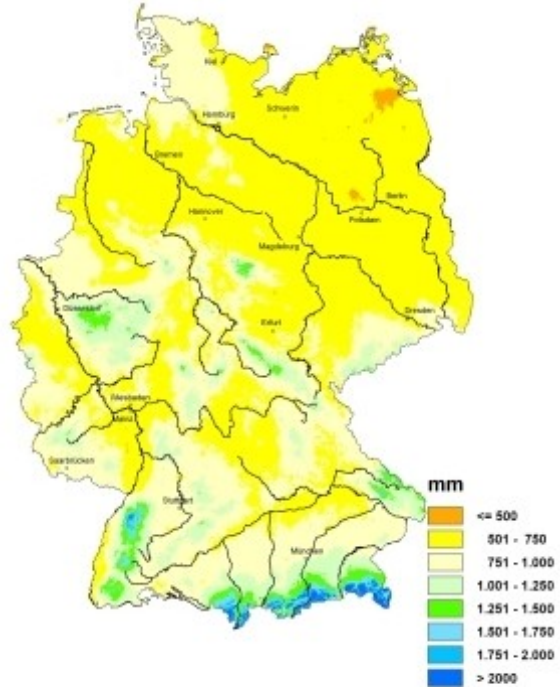 Kiel
Schwerin
Hamburg
Bremen
Berlin
Hannover
Potsdam
Magdeburg
Düsseldorf
Erfurt
Dresden
Wiesbaden
Mainz
Saarbrücken
Stuttgart
München
mm
<= 500
501 - 750
751 - 1.000
1.001 - 1.250
1.251 - 1.500
1.501 - 1.750
1.751 - 2.000
> 2000